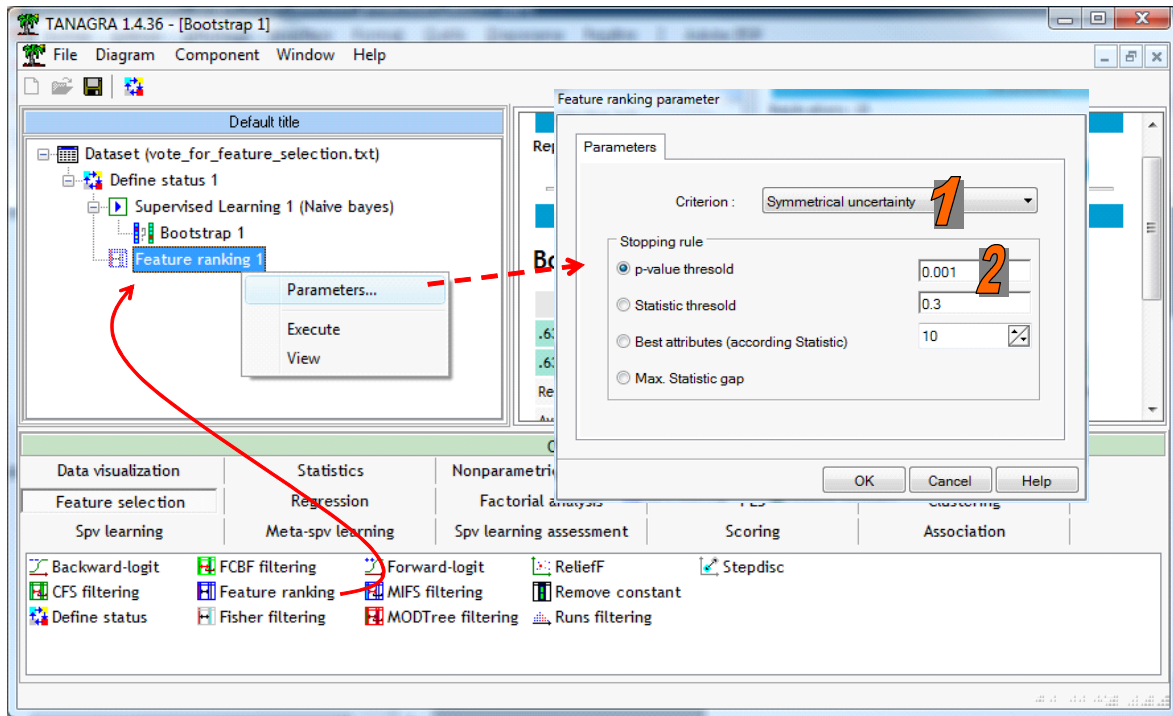 TANAGRA 1.4.36 - [Bootstrap 1]
File Diagram Component Window Help
Default title
Dataset (vote_for_feature_selection.txt)
Define status 1
Supervised Learning 1 (Naive bayes)
Bootstrap 1
Feature ranking 1
Parameters...
Execute
View
Feature ranking parameter
Parameters
Criterion : Symmetrical uncertainty
1
Stopping rule
p-value thresold 0.001
2
Statistic thresold 0.3
Best attributes (according Statistic) 10
Max. Statistic gap
OK Cancel Help
Data visualization Statistics
Feature selection Regression Factorial analysis Clustering
Spv learning Meta-spv learning Spv learning assessment Scoring Association
Backward-logit FCBF filtering Forward-logit ReliefF Stepdisc
CFS filtering Feature ranking MIFS filtering Remove constant
Define status Fisher filtering MODTree filtering Runs filtering